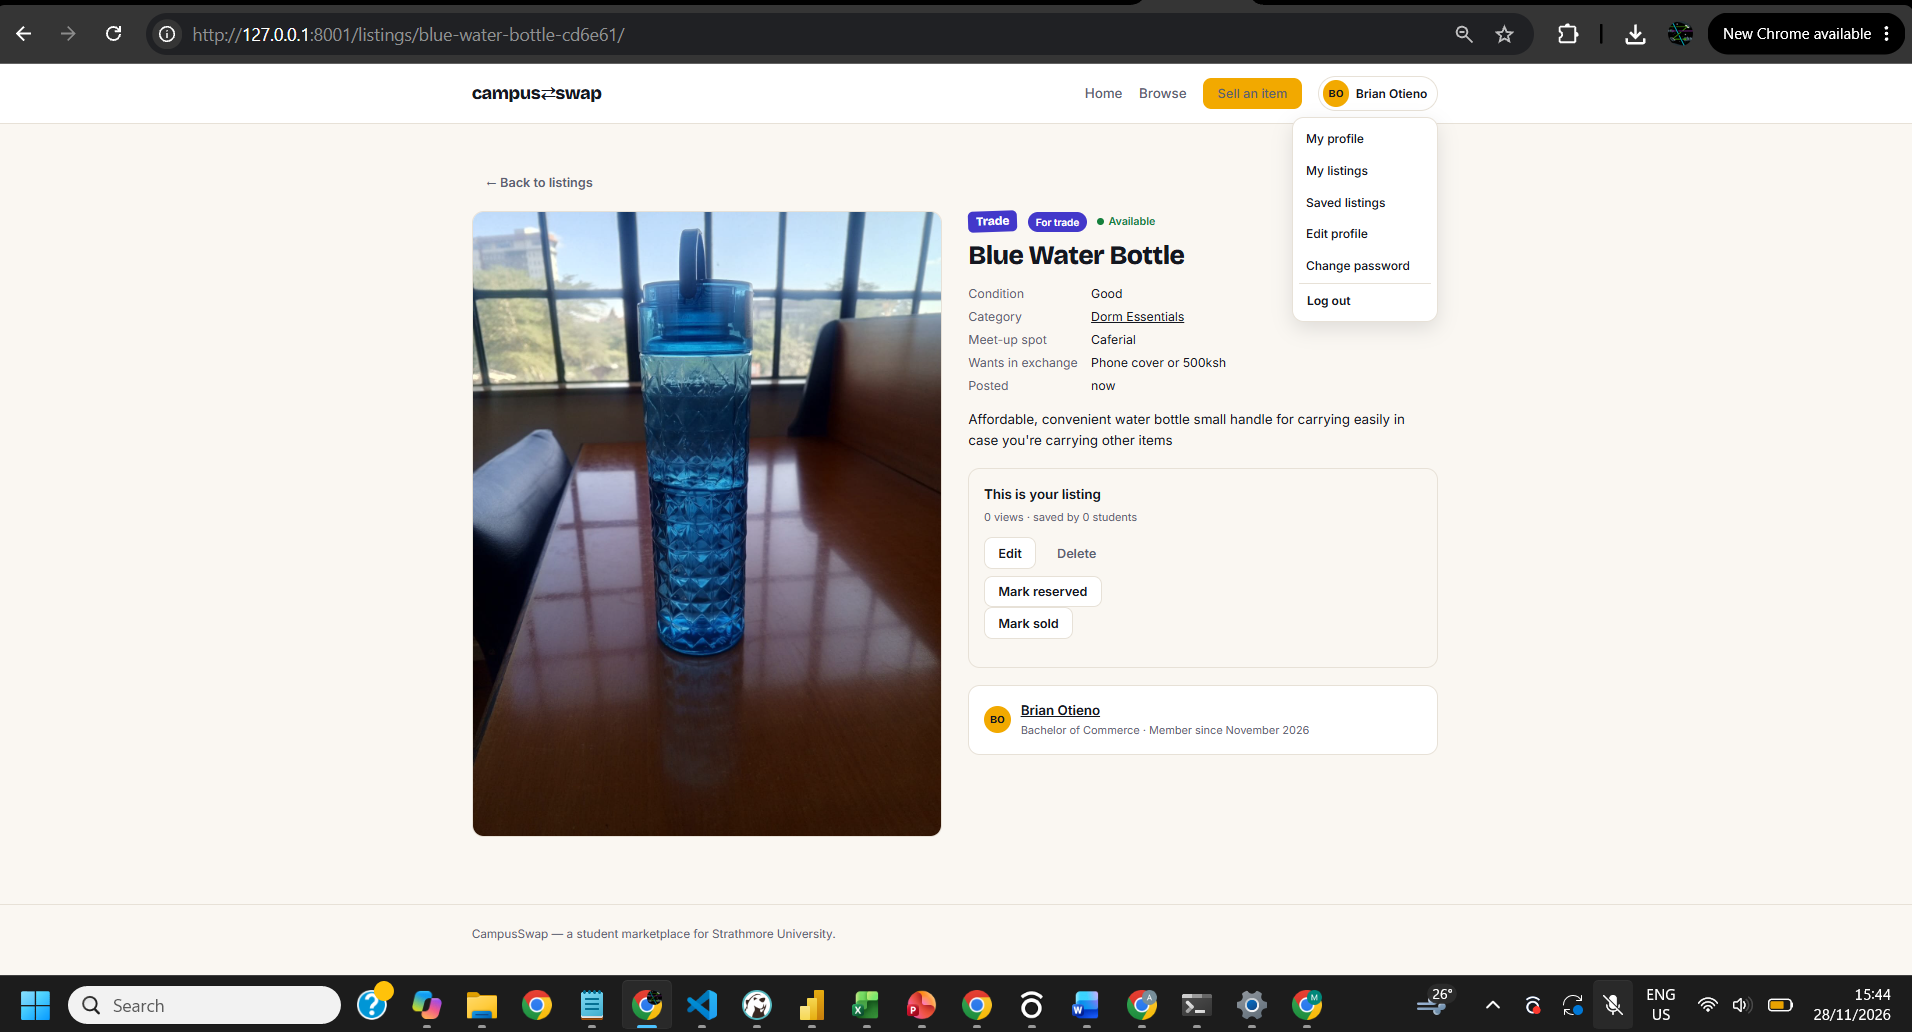 http://127.0.0.1:8001/listings/blue-water-bottle-cd6e61/
New Chrome available
campus⇄swap
Home
Browse
Sell an item
BO
Brian Otieno
My profile
My listings
Saved listings
Edit profile
Change password
Log out
← Back to listings
Trade
For trade
Available
Blue Water Bottle
Condition Good
Category Dorm Essentials
Meet-up spot Caferial
Wants in exchange Phone cover or 500ksh
Posted now
Affordable, convenient water bottle small handle for carrying easily in
case you're carrying other items
This is your listing
0 views · saved by 0 students
Edit
Delete
Mark reserved
Mark sold
BO
Brian Otieno
Bachelor of Commerce · Member since November 2026
CampusSwap — a student marketplace for Strathmore University.
Search
26°
ENG
US
15:44
28/11/2026